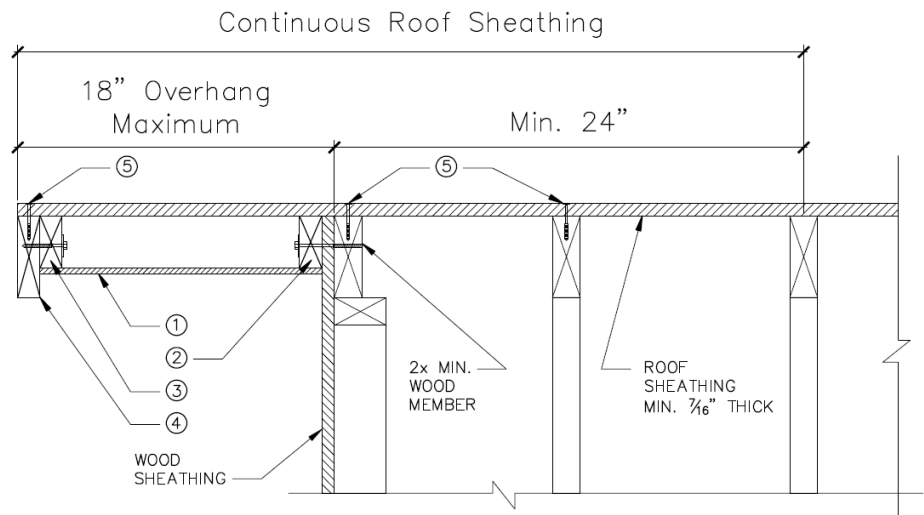 Continuous Roof Sheathing
18” Overhang
Maximum
Min. 24”
⑤
⑤
①
②
③
④
2x MIN.
WOOD
MEMBER
ROOF
SHEATHING
MIN. 7⁄16” THICK
WOOD
SHEATHING